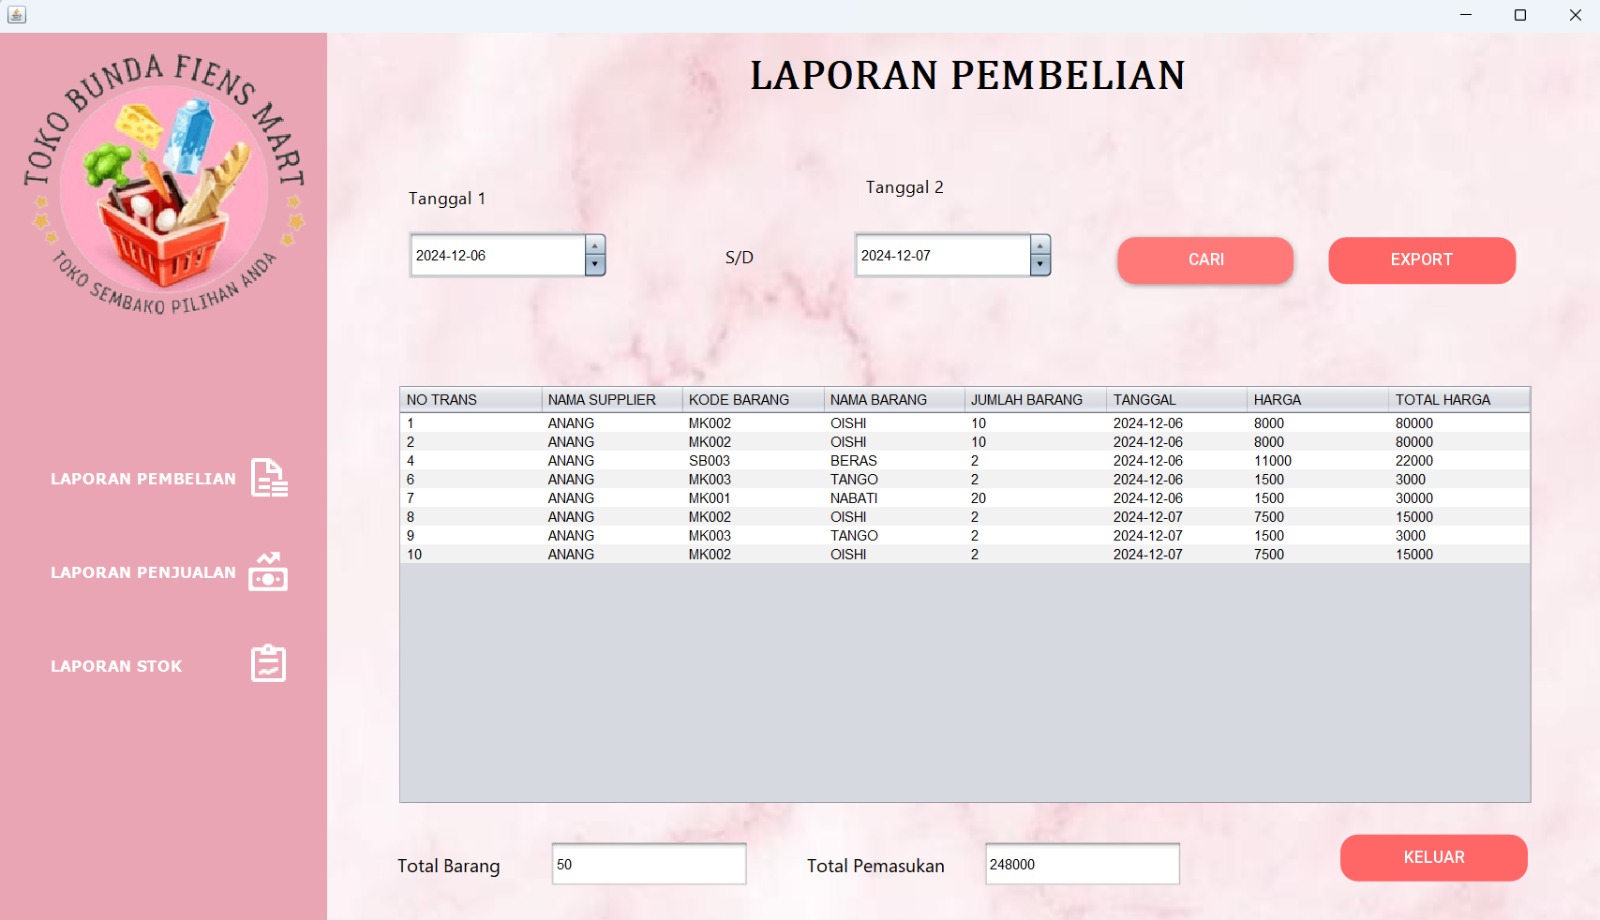 TOKO BUNDA FIENS MART
TOKO SEMBAKO PILIHAN ANDA
LAPORAN PEMBELIAN
LAPORAN PENJUALAN
LAPORAN STOK
LAPORAN PEMBELIAN
Tanggal 1
Tanggal 2
2024-12-06 S/D 2024-12-07 CARI EXPORT
NO TRANS NAMA SUPPLIER KODE BARANG NAMA BARANG JUMLAH BARANG TANGGAL HARGA TOTAL HARGA
1 ANANG MK002 OISHI 10 2024-12-06 8000 80000
2 ANANG MK002 OISHI 10 2024-12-06 8000 80000
4 ANANG SB003 BERAS 2 2024-12-06 11000 22000
6 ANANG MK003 TANGO 2 2024-12-06 1500 3000
7 ANANG MK001 NABATI 20 2024-12-06 1500 30000
8 ANANG MK002 OISHI 2 2024-12-07 7500 15000
9 ANANG MK003 TANGO 2 2024-12-07 1500 3000
10 ANANG MK002 OISHI 2 2024-12-07 7500 15000
Total Barang 50 Total Pemasukan 248000 KELUAR